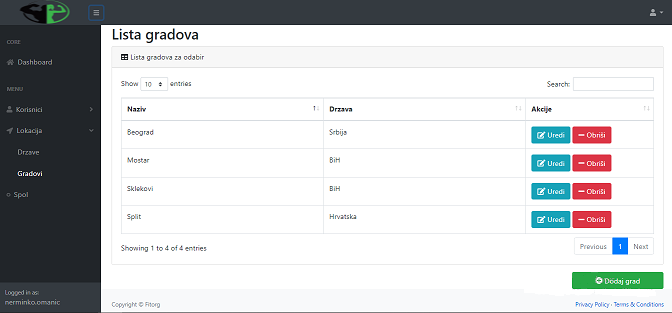 CORE
Dashboard
MENU
Korisnici
Lokacija
Drzave
Gradovi
Spol
Logged in as:
nerminko.omanic
Lista gradova
Lista gradova za odabir
Show 10 entries
Search:
Naziv Drzava Akcije
Beograd Srbija Uredi Obriši
Mostar BiH Uredi Obriši
Sklekovi BiH Uredi Obriši
Split Hrvatska Uredi Obriši
Showing 1 to 4 of 4 entries
Previous 1 Next
Dodaj grad
Copyright © Fitorg
Privacy Policy · Terms & Conditions